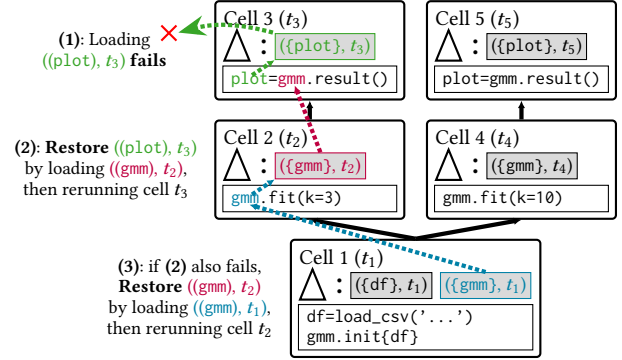 (1): Loading
((plot), t3) fails
Cell 3 (t3)
Δ : ({plot}, t3)
plot=gmm.result()
Cell 5 (t5)
Δ : ({plot}, t5)
plot=gmm.result()
(2): Restore ((plot), t3)
by loading ((gmm), t2),
then rerunning cell t3
Cell 2 (t2)
Δ : ({gmm}, t2)
gmm.fit(k=3)
Cell 4 (t4)
Δ : ({gmm}, t4)
gmm.fit(k=10)
(3): if (2) also fails,
Restore ((gmm), t2)
by loading ((gmm), t1),
then rerunning cell t2
Cell 1 (t1)
Δ : ({df}, t1) ({gmm}, t1)
df=load_csv('...')
gmm.init{df}